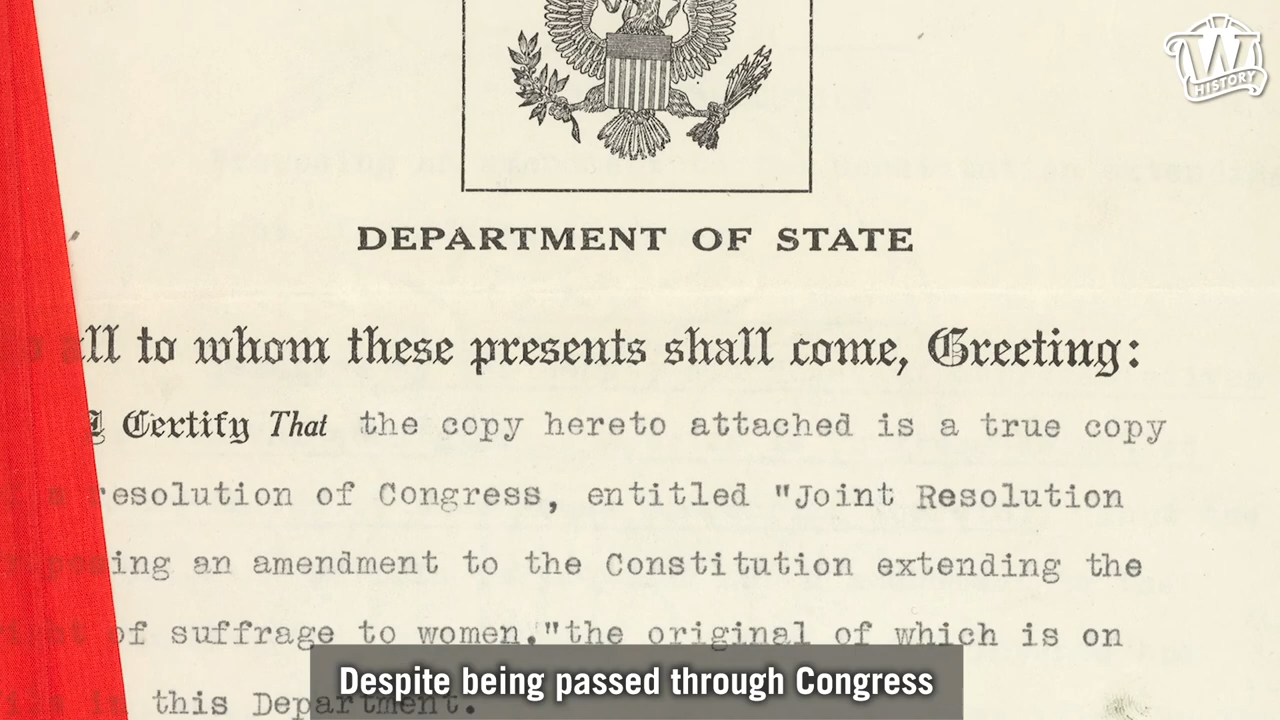 W
HISTORY
DEPARTMENT OF STATE
all to whom these presents shall come, Greeting:
I Certify That the copy hereto attached is a true copy
a resolution of Congress, entitled "Joint Resolution
an amendment to the Constitution extending the
of suffrage to women."the original of which is on
this Department.
Despite being passed through Congress